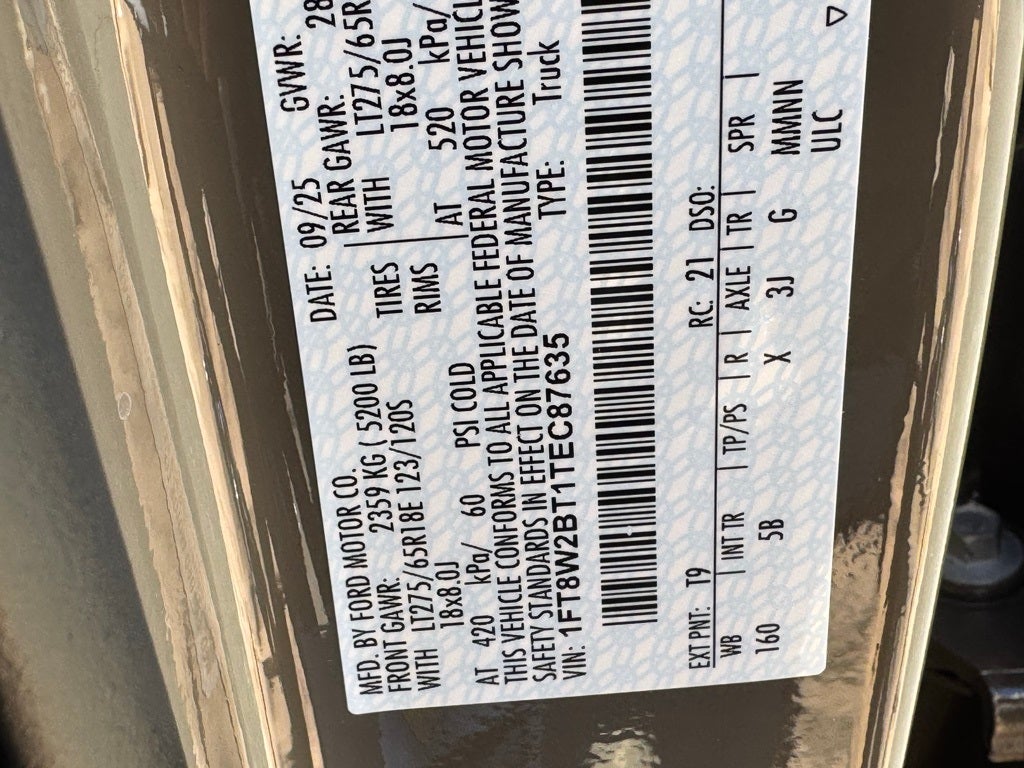 MFD. BY FORD MOTOR CO.
DATE: 09/25 GVWR: 28
FRONT GAWR: 2359 KG ( 5200 LB) REAR GAWR:
WITH LT275/65R18E 123/120S TIRES WITH LT275/65R
18x8.0J RIMS 18x8.0J
AT 420 kPa/ 60 PSI COLD AT 520 kPa/
THIS VEHICLE CONFORMS TO ALL APPLICABLE FEDERAL MOTOR VEHICL
SAFETY STANDARDS IN EFFECT ON THE DATE OF MANUFACTURE SHOW
VIN: 1FT8W2BT1TEC87635 TYPE: Truck
EXT PNT: T9 RC: 21 DSO:
WB | INT TR | TP/PS | R | AXLE | TR | SPR |
160 5B X 3J G MMMNN
ULC